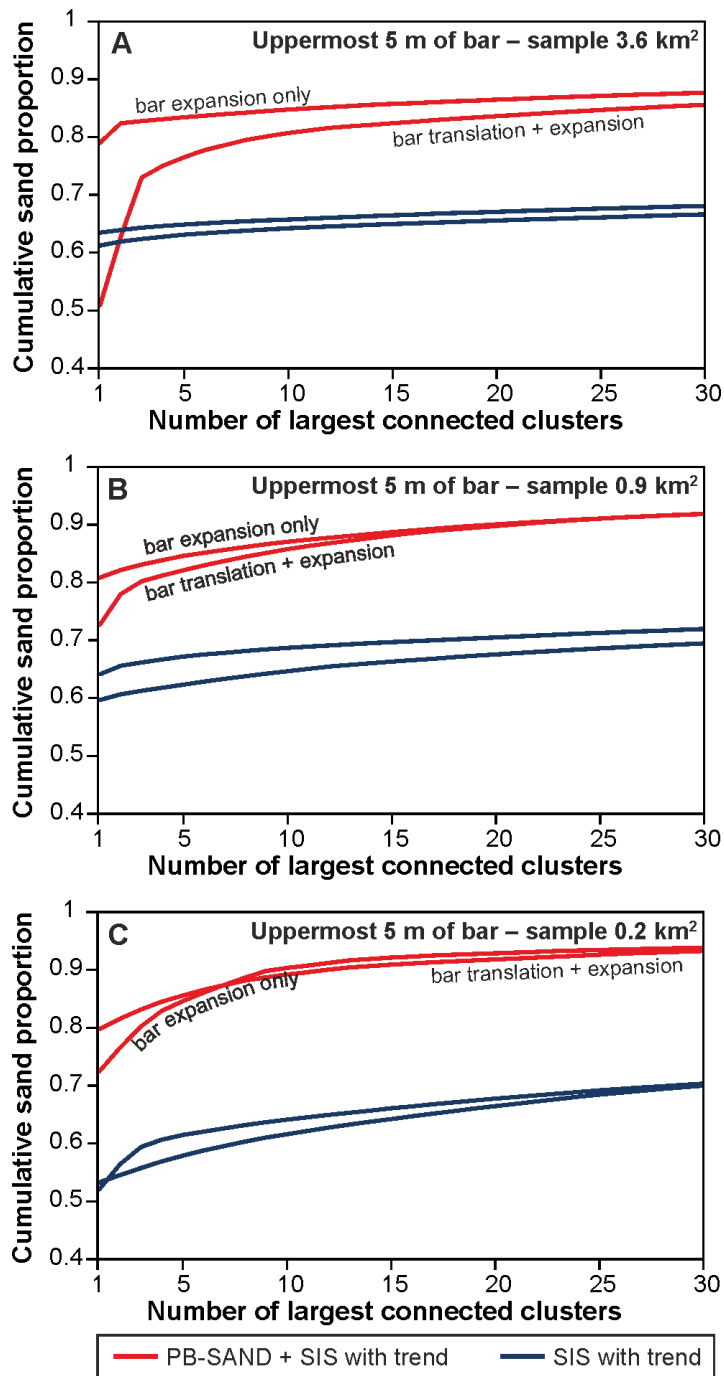 A
Uppermost 5 m of bar – sample 3.6 km²
bar expansion only
bar translation + expansion
Cumulative sand proportion
1
0.9
0.8
0.7
0.6
0.5
0.4
1 5 10 15 20 25 30
Number of largest connected clusters
B
Uppermost 5 m of bar – sample 0.9 km²
bar expansion only
bar translation + expansion
Cumulative sand proportion
1
0.9
0.8
0.7
0.6
0.5
0.4
1 5 10 15 20 25 30
Number of largest connected clusters
C
Uppermost 5 m of bar – sample 0.2 km²
bar expansion only
bar translation + expansion
Cumulative sand proportion
1
0.9
0.8
0.7
0.6
0.5
0.4
1 5 10 15 20 25 30
Number of largest connected clusters
PB-SAND + SIS with trend
SIS with trend